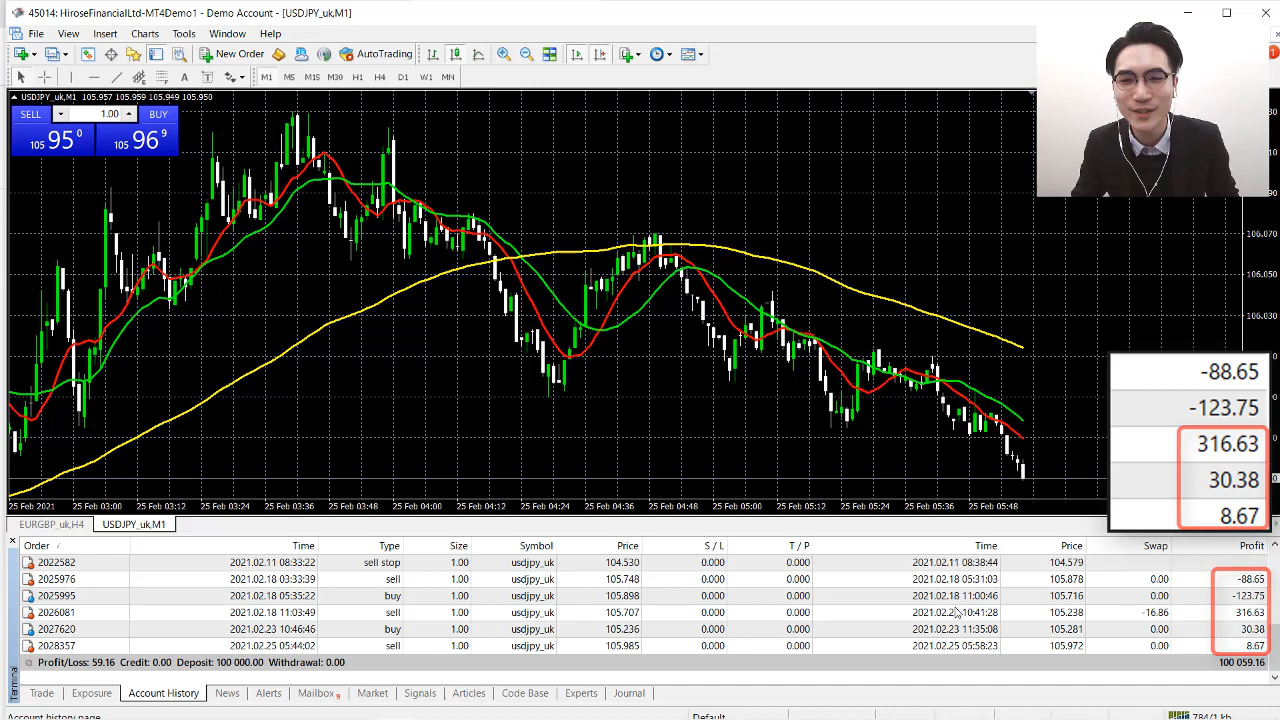 45014: HiroseFinancialLtd-MT4Demo1 - Demo Account - [USDJPY_uk,M1]
File View Insert Charts Tools Window Help
New Order AutoTrading
M1 M5 M15 M30 H1 H4 D1 W1 MN
USDJPY_uk,M1 105.957 105.959 105.949 105.950
SELL 1.00 BUY
105 95 0 105 96 9
106.070
106.050
106.030
-88.65
-123.75
316.63
30.38
8.67
25 Feb 2021 25 Feb 03:00 25 Feb 03:12 25 Feb 03:24 25 Feb 03:36 25 Feb 03:48 25 Feb 04:00 25 Feb 04:12 25 Feb 04:24 25 Feb 04:36 25 Feb 04:48 25 Feb 05:00 25 Feb 05:12 25 Feb 05:24 25 Feb 05:36 25 Feb 05:48
EURGBP_uk,H4 USDJPY_uk,M1
Order / Time Type Size Symbol Price S / L T / P Time Price Swap Profit
2022582 2021.02.11 08:33:22 sell stop 1.00 usdjpy_uk 104.530 0.000 0.000 2021.02.11 08:38:44 104.579
2025976 2021.02.18 03:33:39 sell 1.00 usdjpy_uk 105.748 0.000 0.000 2021.02.18 05:31:03 105.878 0.00 -88.65
2025995 2021.02.18 05:35:22 buy 1.00 usdjpy_uk 105.898 0.000 0.000 2021.02.18 11:00:46 105.716 0.00 -123.75
2026081 2021.02.18 11:03:49 sell 1.00 usdjpy_uk 105.707 0.000 0.000 10:41:28 105.238 -16.86 316.63
2027620 2021.02.23 10:46:46 buy 1.00 usdjpy_uk 105.236 0.000 0.000 2021.02.23 11:35:08 105.281 0.00 30.38
2028357 2021.02.25 05:44:02 sell 1.00 usdjpy_uk 105.985 0.000 0.000 2021.02.25 05:58:23 105.972 0.00 8.67
Profit/Loss: 59.16 Credit: 0.00 Deposit: 100 000.00 Withdrawal: 0.00 100 059.16
Terminal
Trade Exposure Account History News Alerts Mailbox 9 Market Signals Articles Code Base Experts Journal
Account history page Default 784/1 kb